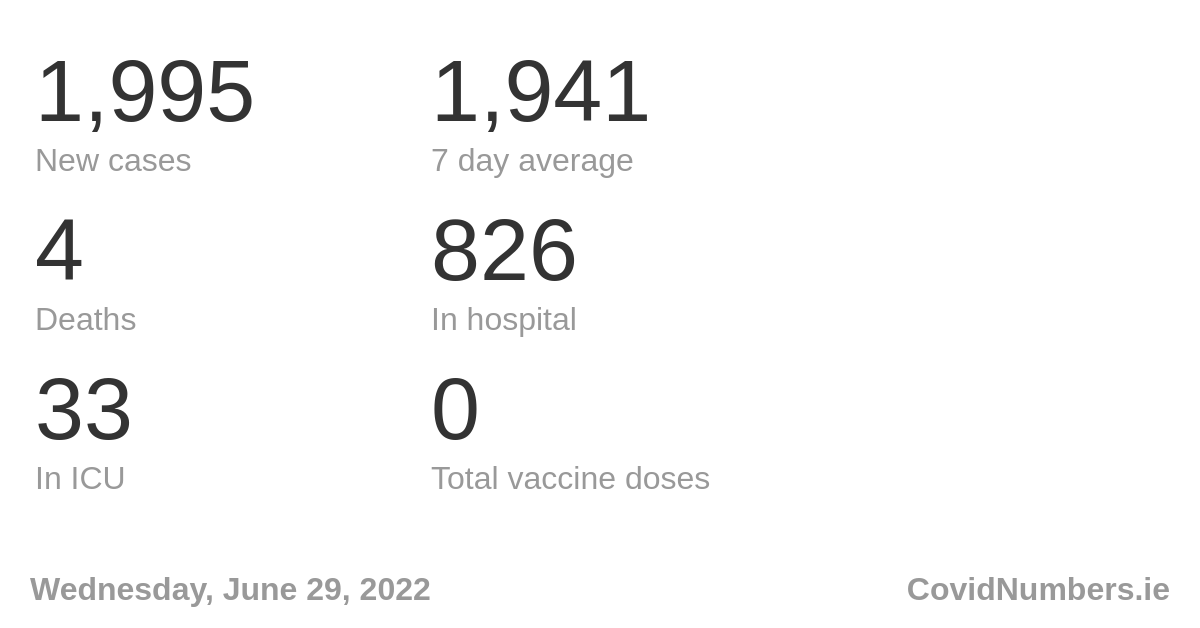 1,995 1,941
New cases 7 day average
4 826
Deaths In hospital
33 0
In ICU Total vaccine doses
Wednesday, June 29, 2022 CovidNumbers.ie